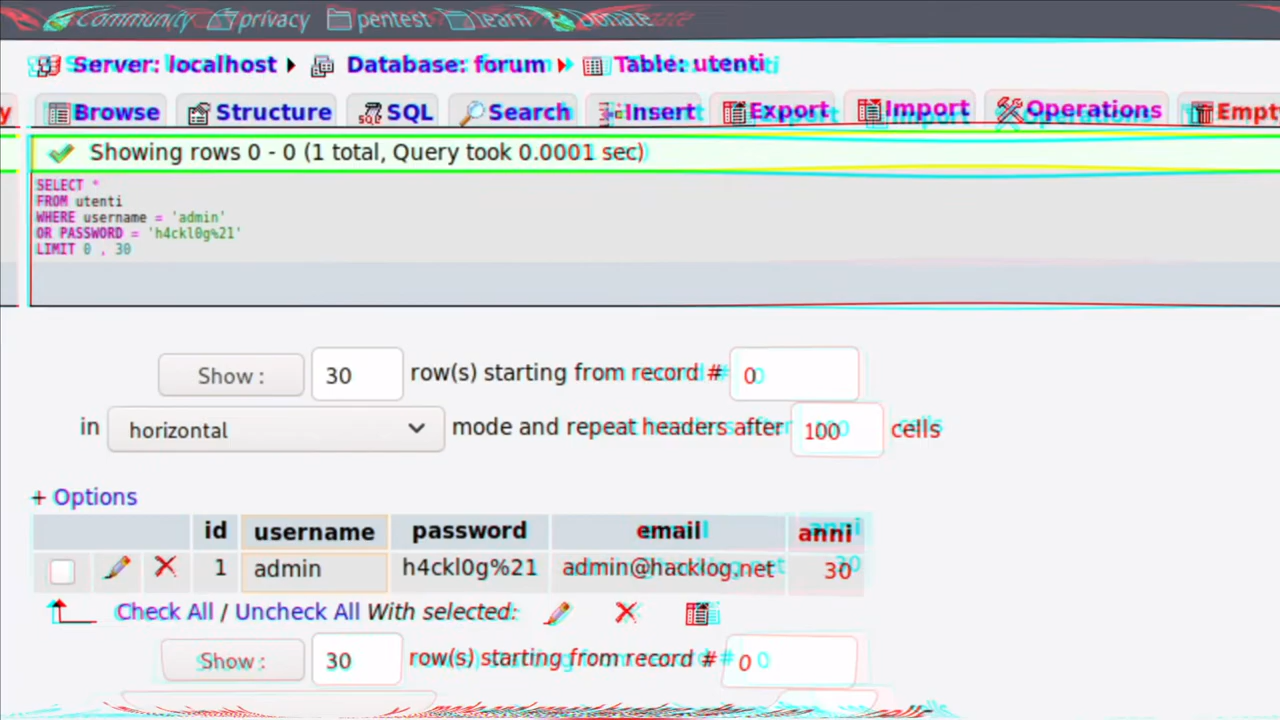 Community privacy pentest learn Donate
Server: localhost Database: forum Table: utenti
Browse Structure SQL Search Insert Export Import Operations Empt
Showing rows 0 - 0 (1 total, Query took 0.0001 sec)
SELECT *
FROM utenti
WHERE username = 'admin'
OR PASSWORD = 'h4ckl0g%21'
LIMIT 0 , 30
Show : 30 row(s) starting from record # 0
in horizontal mode and repeat headers after 100 cells
+ Options
id username password email anni
1 admin h4ckl0g%21 admin@hacklog.net 30
Check All / Uncheck All With selected:
Show : 30 row(s) starting from record # 0